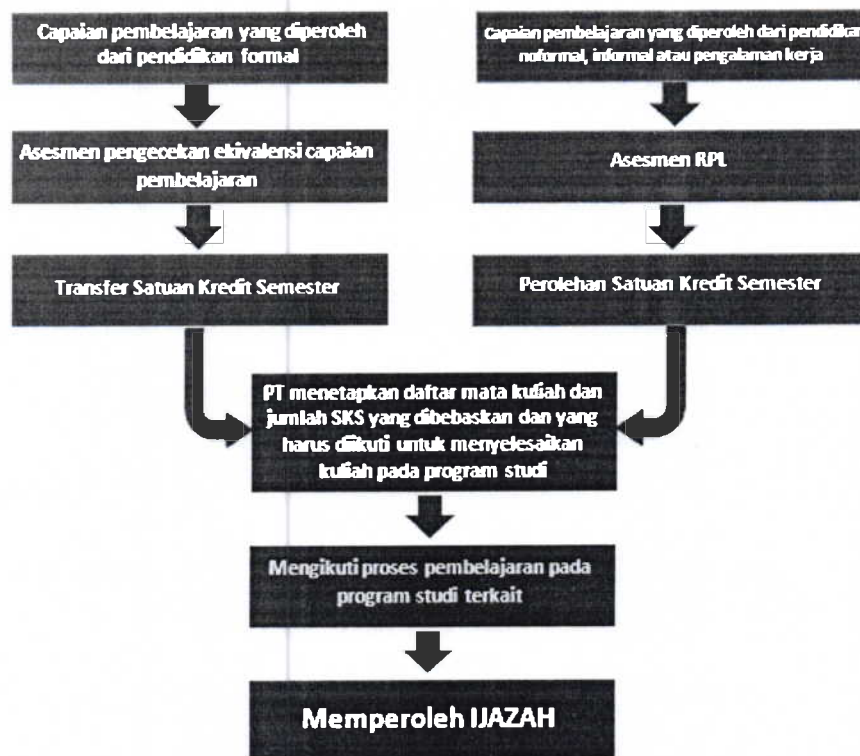 Capaian pembelajaran yang diperoleh
dari pendidikan formal
Asesmen pengecekan ekivalensi capaian
pembelajaran
Transfer Satuan Kredit Semester
Capaian pembelajaran yang diperoleh dari pendidikan
noformal, informal atau pengalaman kerja
Asesmen RPL
Perolehan Satuan Kredit Semester
PT menetapkan daftar mata kuliah dan
jumlah SKS yang dibebaskan dan yang
harus diikuti untuk menyelesaikan
kuliah pada program studi
Mengikuti proses pembelajaran pada
program studi terkait
Memperoleh IJAZAH